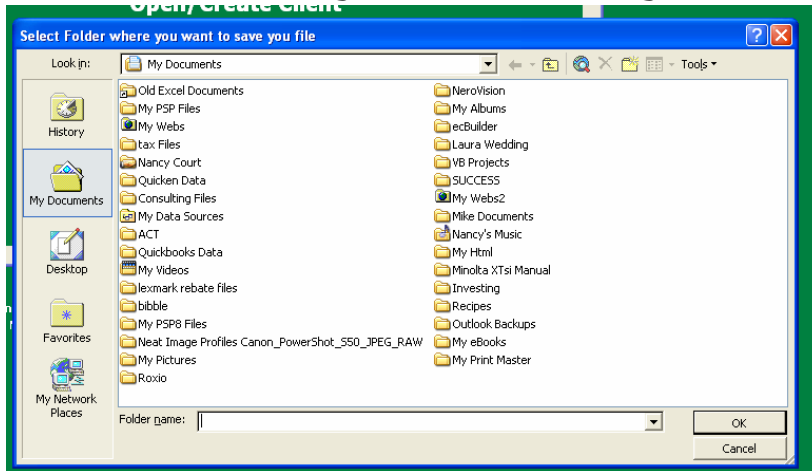 Open/Create Client
Select Folder where you want to save you file
Look in: My Documents Tools
History
My Documents
Desktop
Favorites
My Network
Places
Old Excel Documents
My PSP Files
My Webs
tax Files
Nancy Court
Quicken Data
Consulting Files
My Data Sources
ACT
Quickbooks Data
My Videos
lexmark rebate files
bibble
My PSP8 Files
Neat Image Profiles Canon_PowerShot_S50_JPEG_RAW
My Pictures
Roxio
NeroVision
My Albums
ecBuilder
Laura Wedding
VB Projects
SUCCESS
My Webs2
Mike Documents
Nancy's Music
My Html
Minolta XTsi Manual
Investing
Recipes
Outlook Backups
My eBooks
My Print Master
Folder name:
OK
Cancel